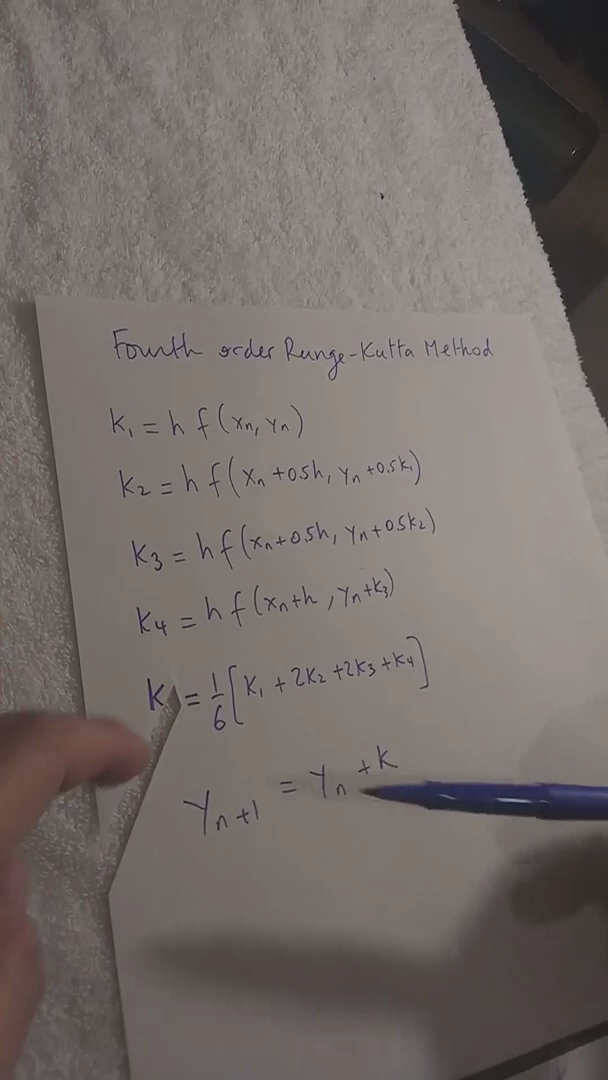 Fourth order Runge-Kutta Method
K₁ = h f(xn, yn)
K₂ = h f(xn + 0.5h, yn + 0.5k₁)
K₃ = h f(xn + 0.5h, yn + 0.5k₂)
K₄ = h f(xn + h, yn + k₃)
K = 1/6 [K₁ + 2K₂ + 2K₃ + K₄]
Yn+1 = Yn + K